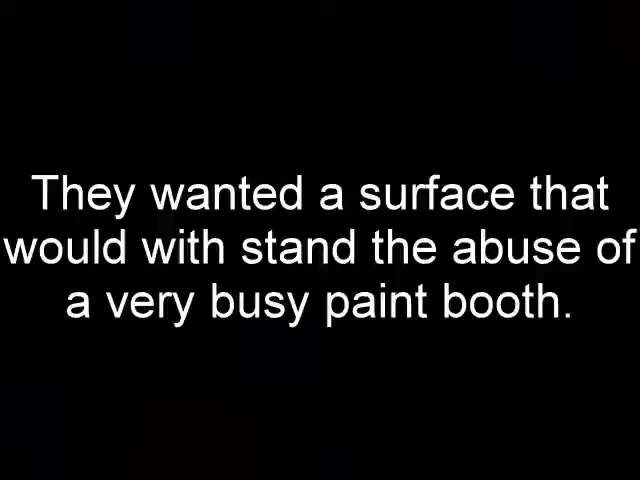 They wanted a surface that
would with stand the abuse of
a very busy paint booth.